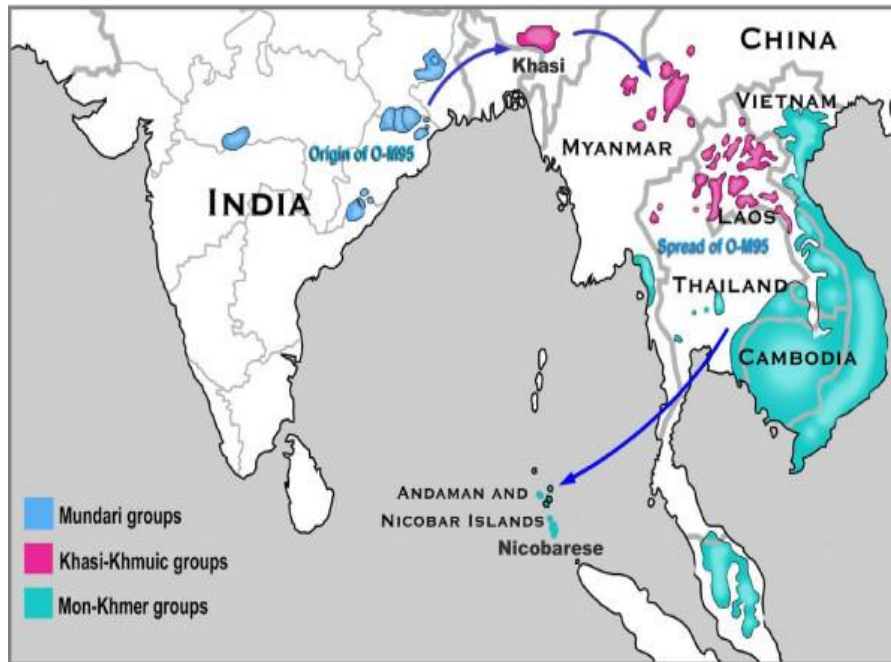 CHINA
Khasi
VIETNAM
MYANMAR
Origin of O-M95
INDIA
LAOS
Spread of O-M95
THAILAND
CAMBODIA
ANDAMAN AND
NICOBAR ISLANDS
Nicobarese
Mundari groups
Khasi-Khmuic groups
Mon-Khmer groups